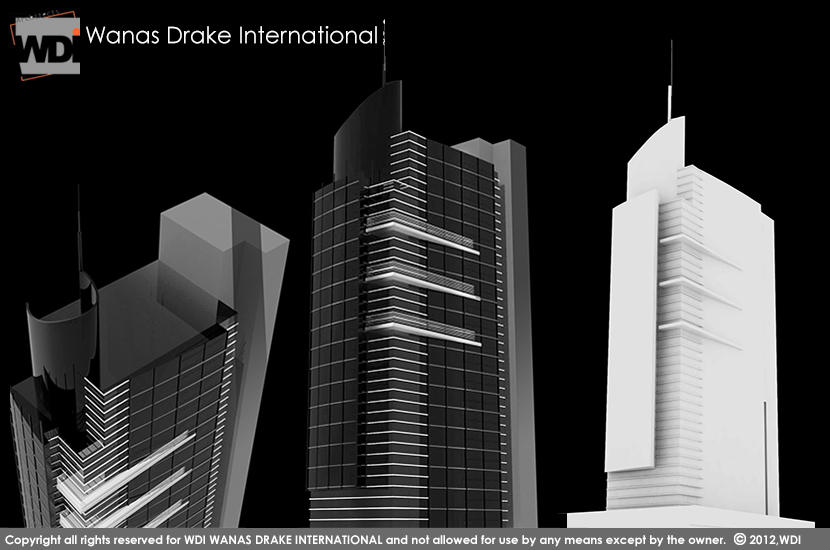 WDI Wanas Drake International
Copyright all rights reserved for WDI WANAS DRAKE INTERNATIONAL and not allowed for use by any means except by the owner. © 2012,WDI